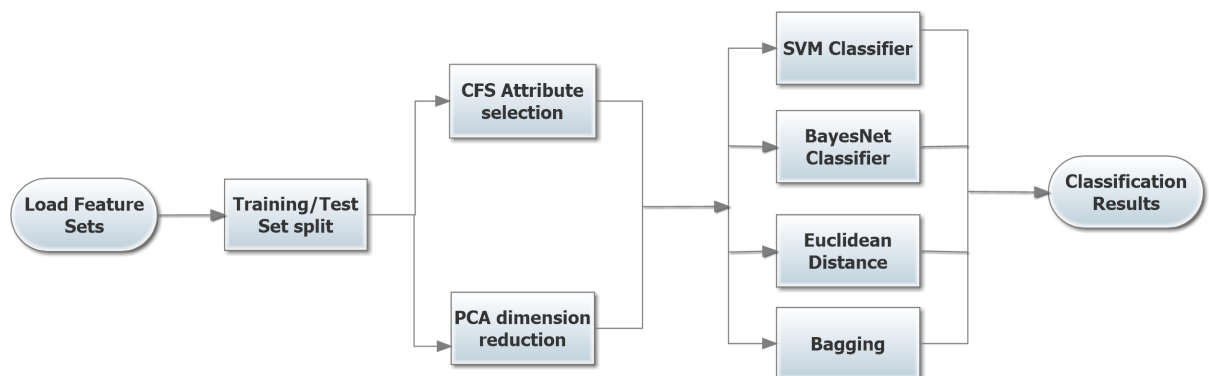 Load Feature
Sets
Training/Test
Set split
CFS Attribute
selection
PCA dimension
reduction
SVM Classifier
BayesNet
Classifier
Euclidean
Distance
Bagging
Classification
Results